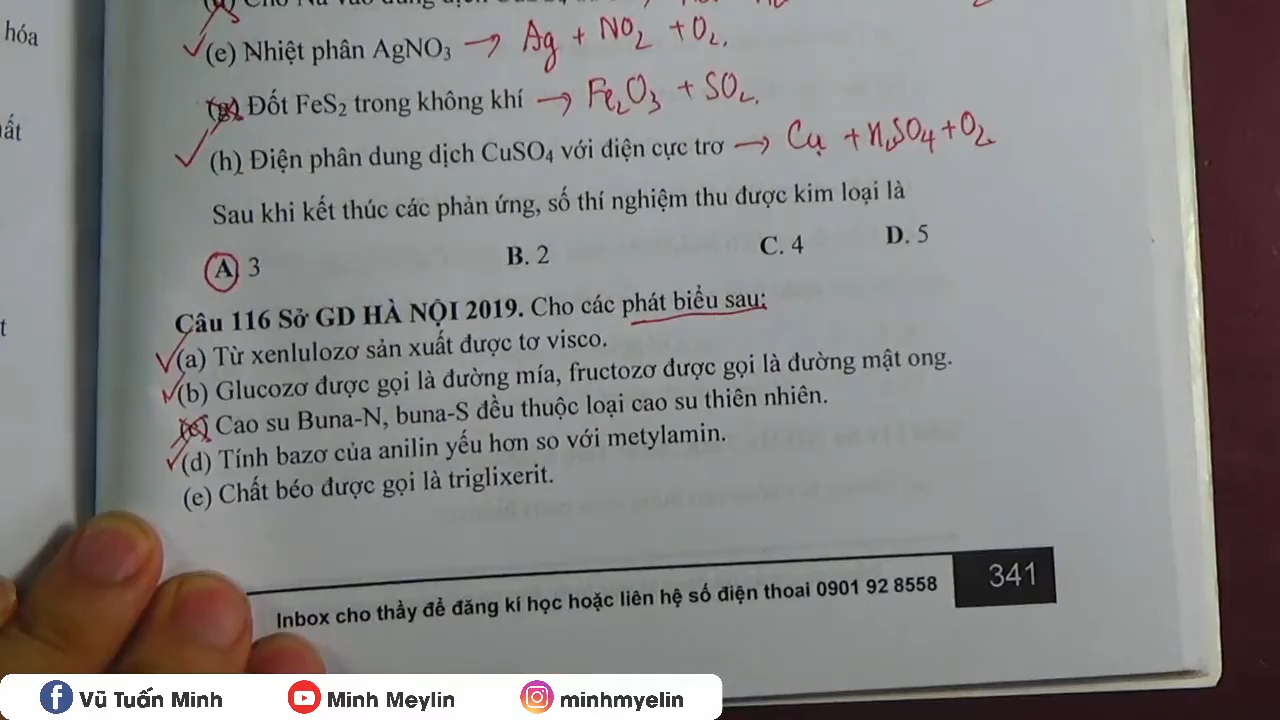 hóa
ất
t
(e) Nhiệt phân AgNO3 → Ag + NO2 + O2.
(g) Đốt FeS2 trong không khí → Fe2O3 + SO2.
(h) Điện phân dung dịch CuSO4 với điện cực trơ → Cu + H2SO4 + O2
Sau khi kết thúc các phản ứng, số thí nghiệm thu được kim loại là
A 3 B. 2 C. 4 D. 5
Câu 116 Sở GD HÀ NỘI 2019. Cho các phát biểu sau:
(a) Từ xenlulozơ sản xuất được tơ visco.
(b) Glucozơ được gọi là đường mía, fructozơ được gọi là đường mật ong.
(c) Cao su Buna-N, buna-S đều thuộc loại cao su thiên nhiên.
(d) Tính bazơ của anilin yếu hơn so với metylamin.
(e) Chất béo được gọi là triglixerit.
Inbox cho thầy để đăng kí học hoặc liên hệ số điện thoai 0901 92 8558 341
Vũ Tuấn Minh Minh Meylin minhmyelin